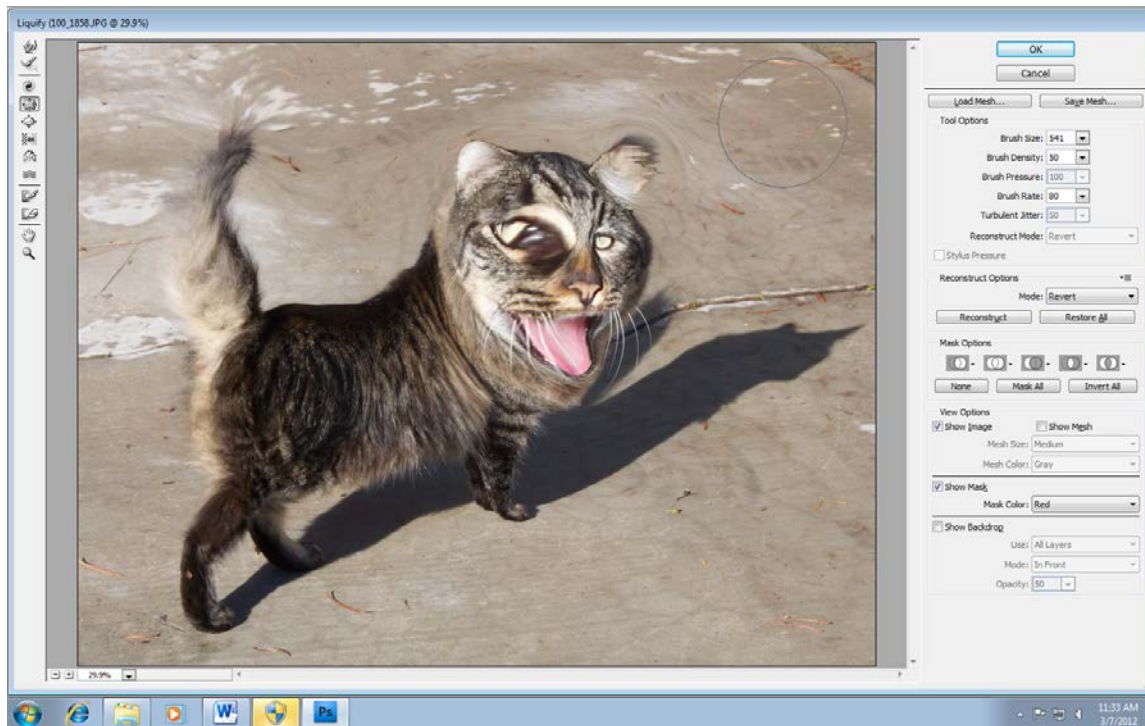 Liquify (100_1858.JPG @ 29.9%)
OK
Cancel
Load Mesh...
Save Mesh...
Tool Options
Brush Size: 541
Brush Density: 50
Brush Pressure: 100
Brush Rate: 80
Turbulent Jitter: 50
Reconstruct Mode: Revert
Stylus Pressure
Reconstruct Options
Mode: Revert
Reconstruct Restore All
Mask Options
None Mask All Invert All
View Options
Show Image Show Mesh
Mesh Size: Medium
Mesh Color: Gray
Show Mask
Mask Color: Red
Show Backdrop
Use: All Layers
Mode: In Front
Opacity: 50
29.9%
W Ps
11:33 AM
3/7/2012